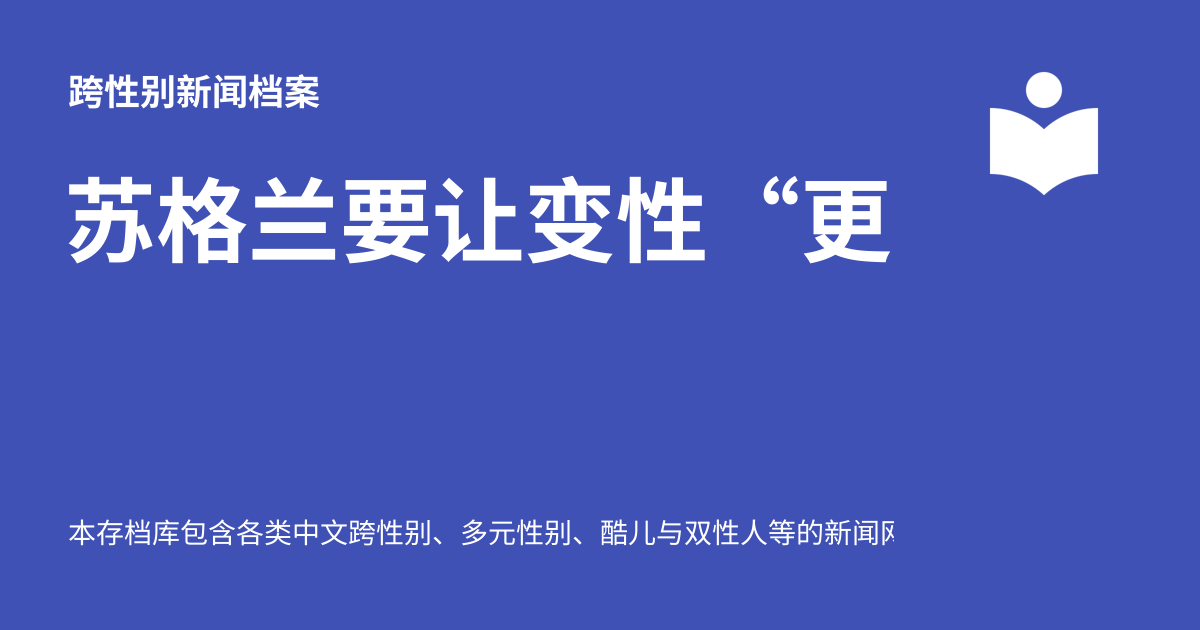 跨性别新闻档案
苏格兰要让变性“更
本存档库包含各类中文跨性别、多元性别、酷儿与双性人等的新闻